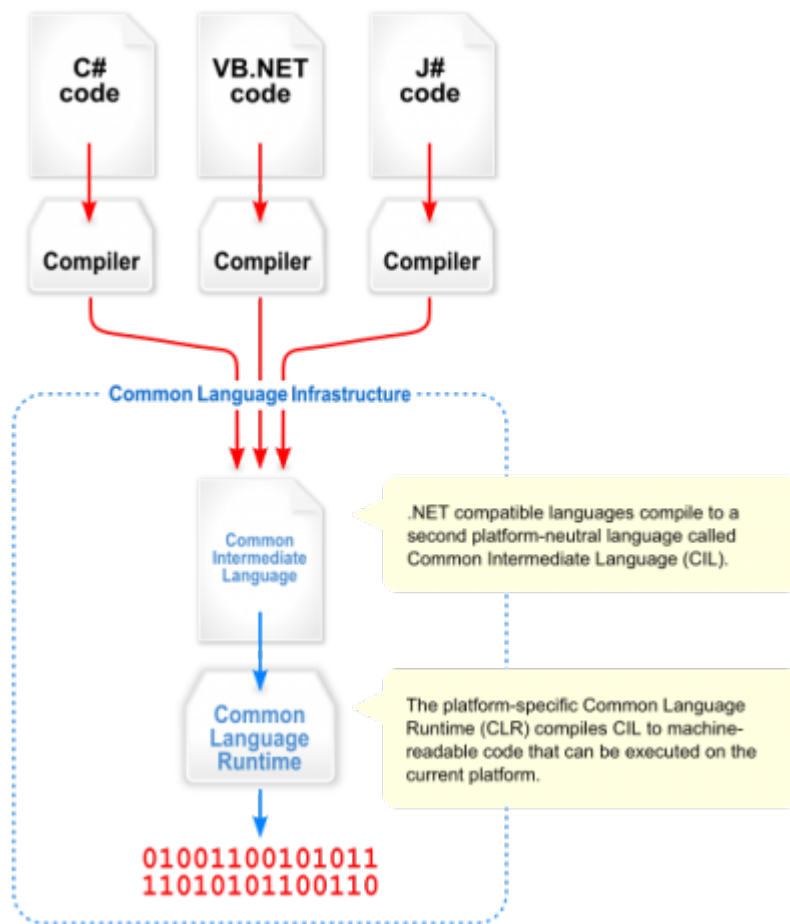 C#
code
VB.NET
code
J#
code
Compiler
Compiler
Compiler
Common Language Infrastructure
Common
Intermediate
Language
.NET compatible languages compile to a
second platform-neutral language called
Common Intermediate Language (CIL).
Common
Language
Runtime
The platform-specific Common Language
Runtime (CLR) compiles CIL to machine-
readable code that can be executed on the
current platform.
01001100101011
11010101100110